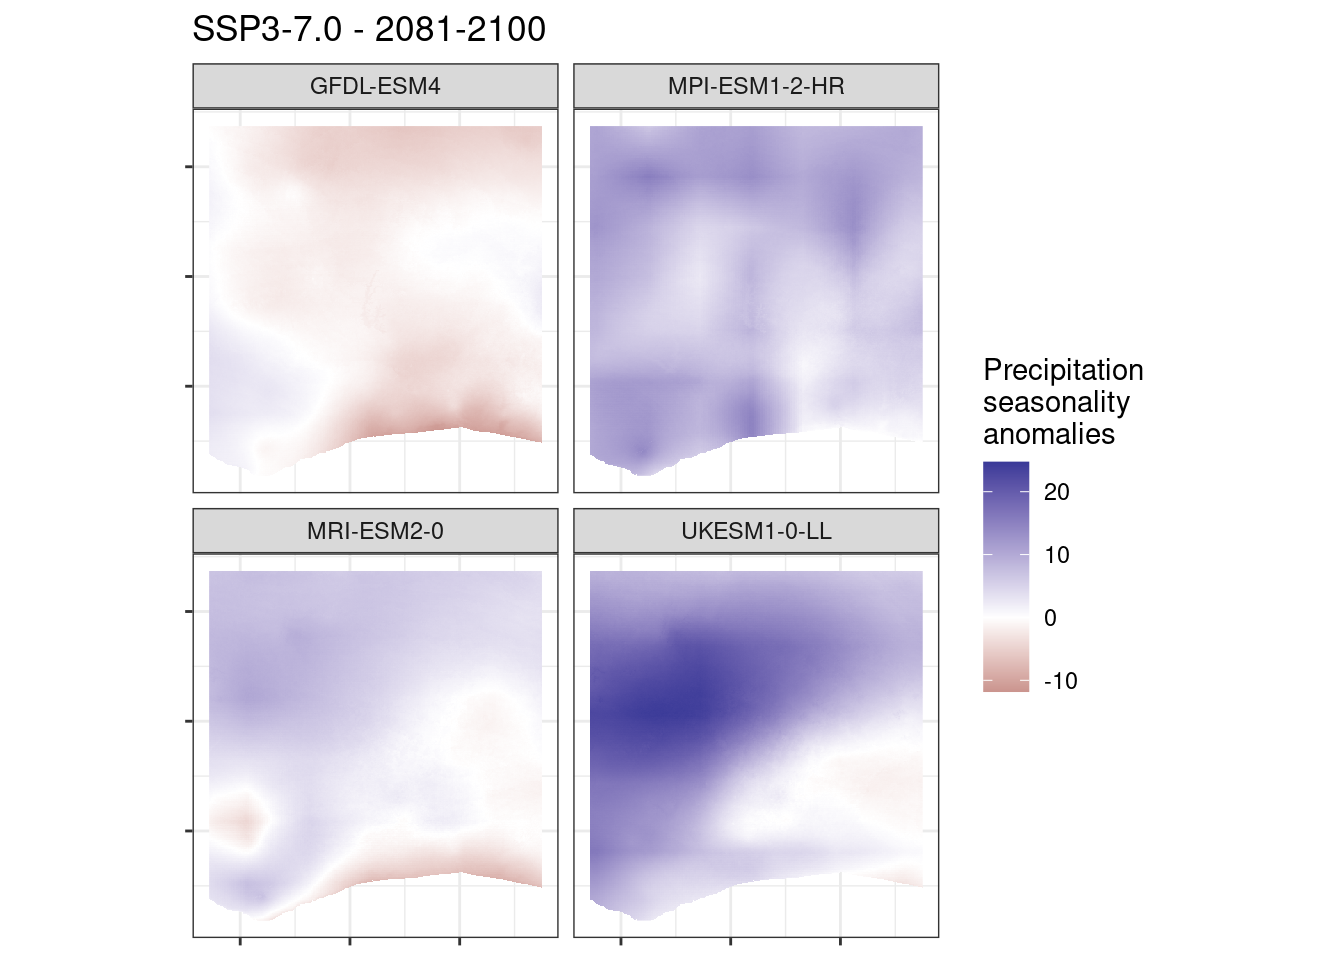 SSP3-7.0 - 2081-2100
GFDL-ESM4
MPI-ESM1-2-HR
MRI-ESM2-0
UKESM1-0-LL
Precipitation
seasonality
anomalies
20
10
0
-10